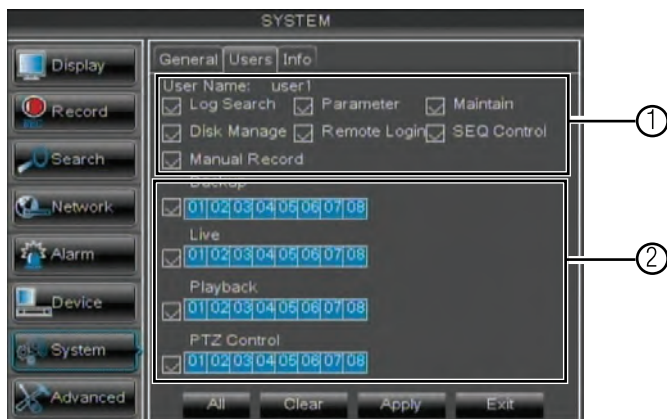 SYSTEM
Display
Record
REC
Search
Network
Alarm
Device
System
Advanced
General Users Info
User Name: user1
Log Search Parameter Maintain
Disk Manage Remote Login SEQ Control
Manual Record
Backup
01 02 03 04 05 06 07 08
Live
01 02 03 04 05 06 07 08
Playback
01 02 03 04 05 06 07 08
PTZ Control
01 02 03 04 05 06 07 08
All Clear Apply Exit
①
②